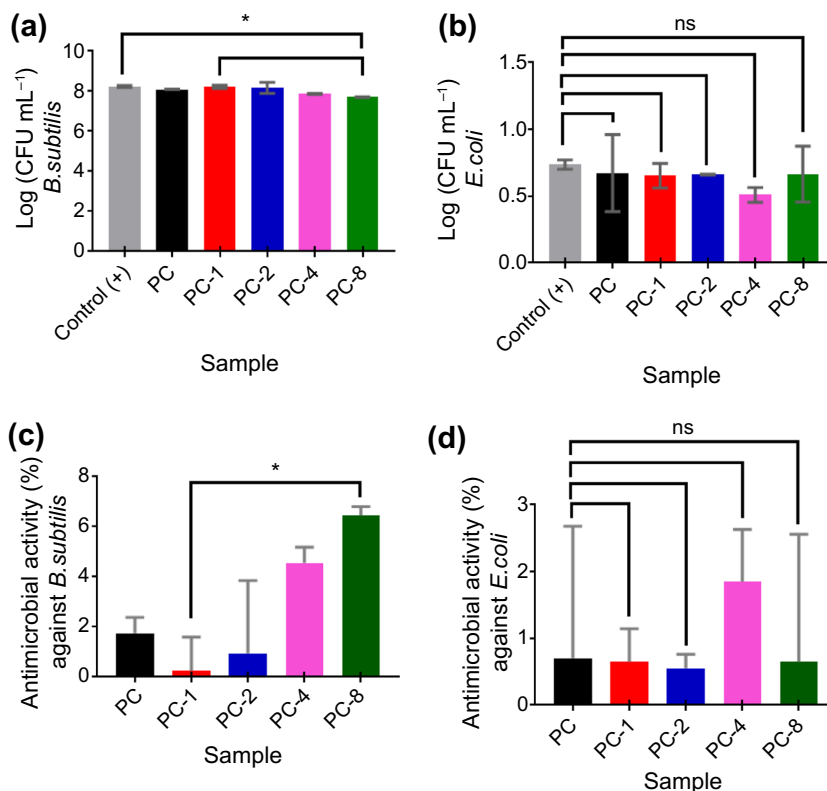 (a)
*
Log (CFU mL⁻¹)
B.subtilis
10
8
6
4
2
0
Control (+)
PC
PC-1
PC-2
PC-4
PC-8
Sample
(b)
ns
Log (CFU mL⁻¹)
E.coli
1.5
1.0
0.5
0.0
Control (+)
PC
PC-1
PC-2
PC-4
PC-8
Sample
(c)
*
Antimicrobial activity (%)
against B.subtilis
8
6
4
2
0
PC
PC-1
PC-2
PC-4
PC-8
Sample
(d)
ns
Antimicrobial activity (%)
against E.coli
3
2
1
0
PC
PC-1
PC-2
PC-4
PC-8
Sample